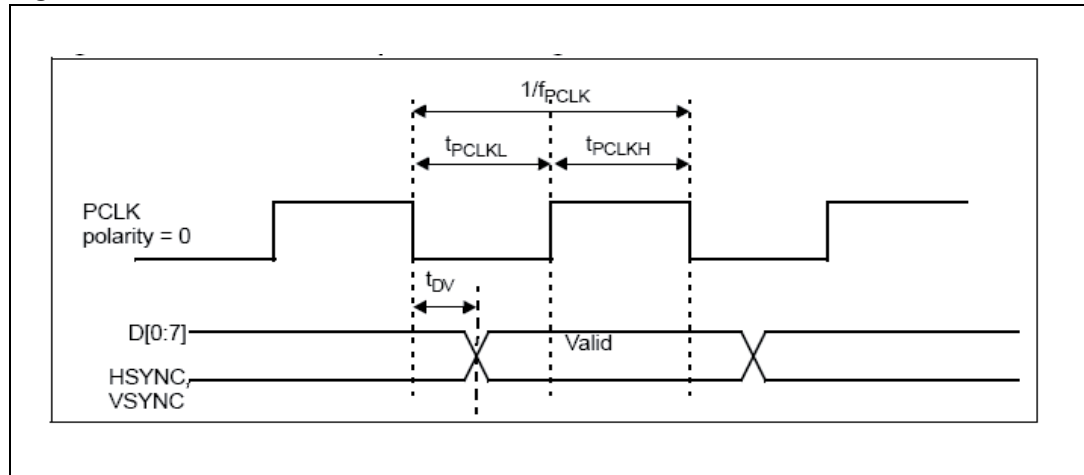 1/fPCLK
tPCLKL
tPCLKH
PCLK
polarity = 0
tDV
D[0:7]
Valid
HSYNC,
VSYNC